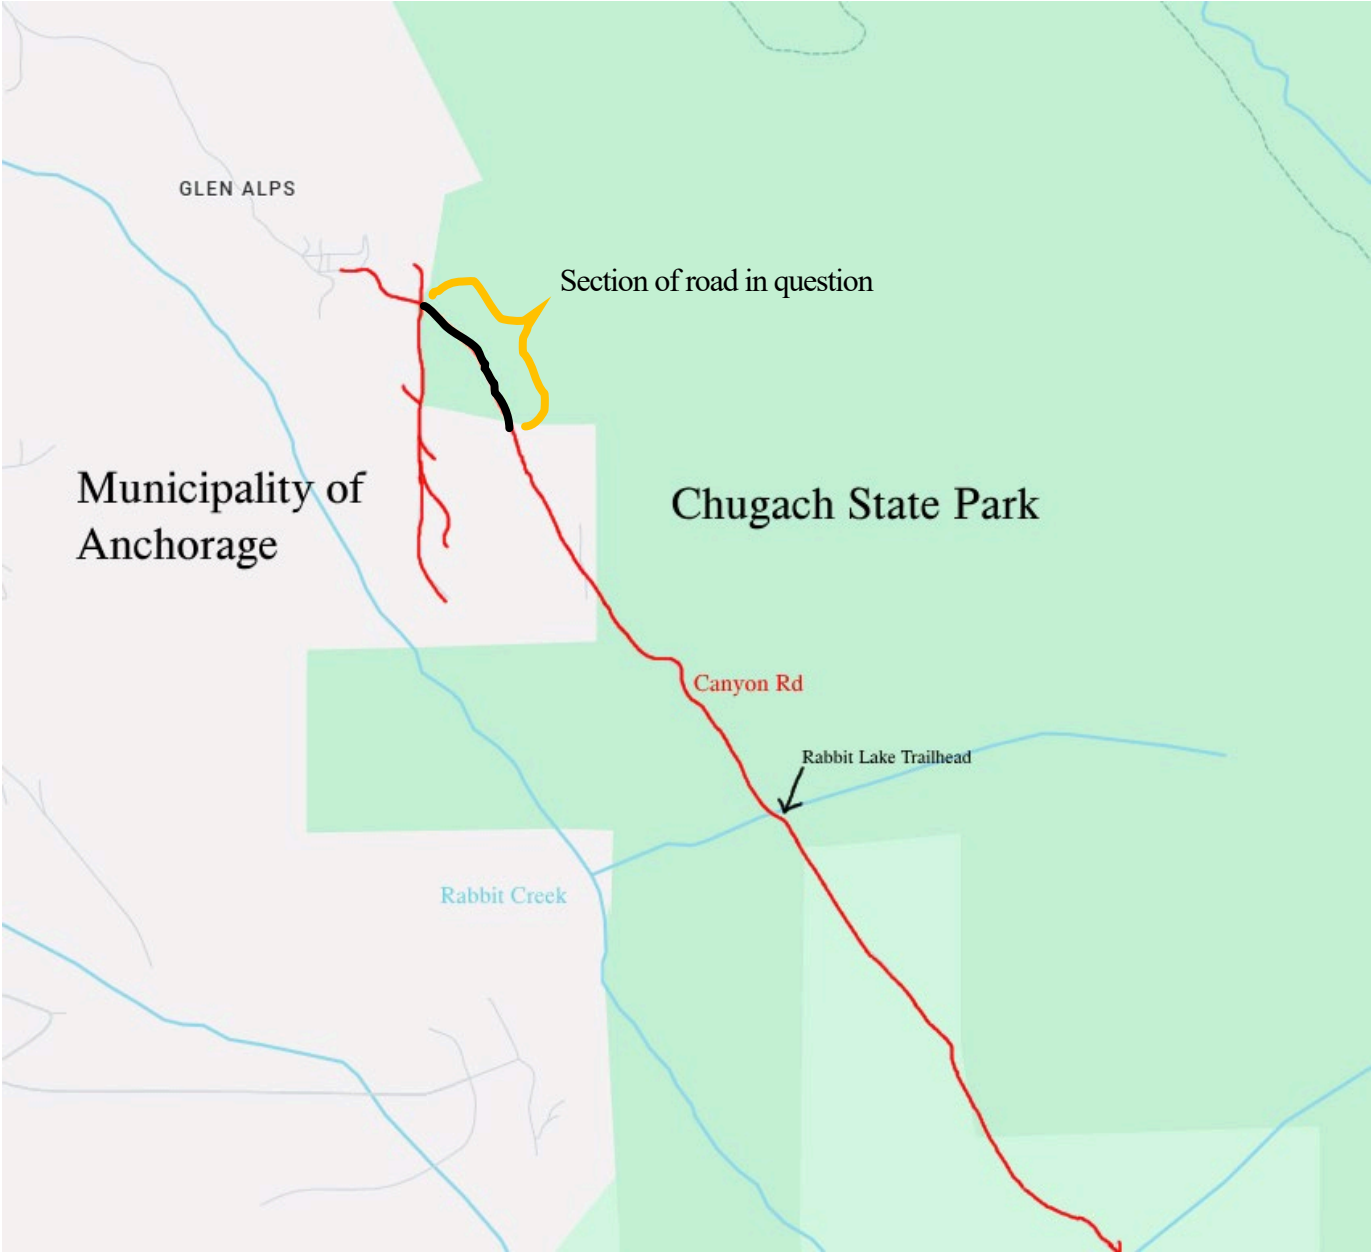 GLEN ALPS
Section of road in question
Municipality of
Anchorage
Chugach State Park
Canyon Rd
Rabbit Lake Trailhead
Rabbit Creek